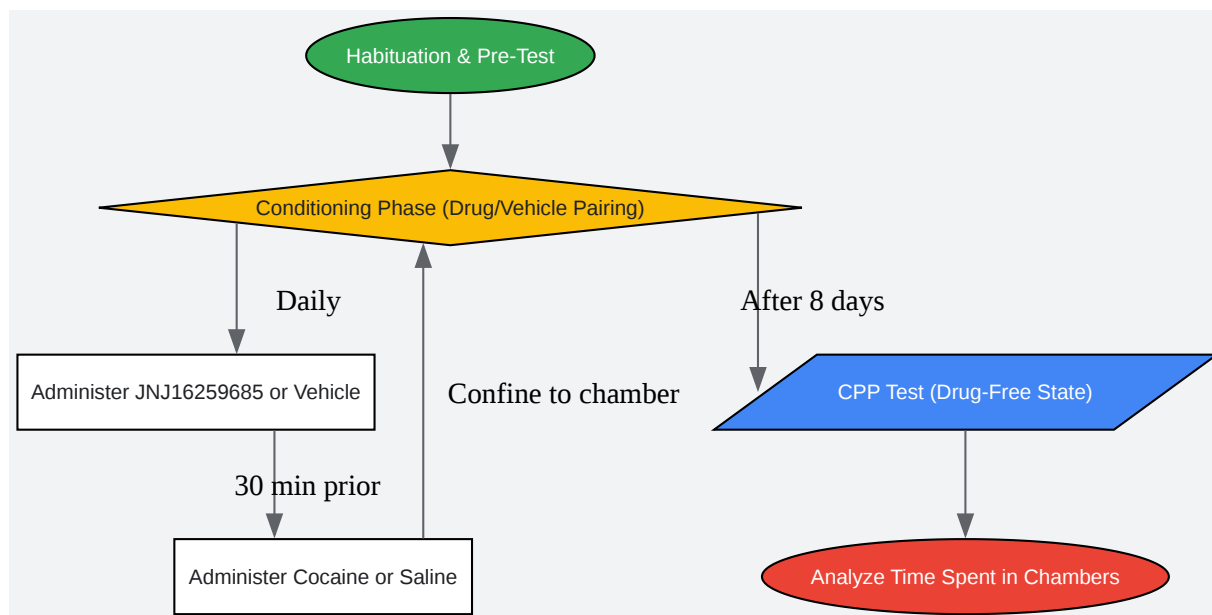 Habituation & Pre-Test
Conditioning Phase (Drug/Vehicle Pairing)
Daily
After 8 days
Administer JNJ16259685 or Vehicle
Confine to chamber
CPP Test (Drug-Free State)
30 min prior
Administer Cocaine or Saline
Analyze Time Spent in Chambers